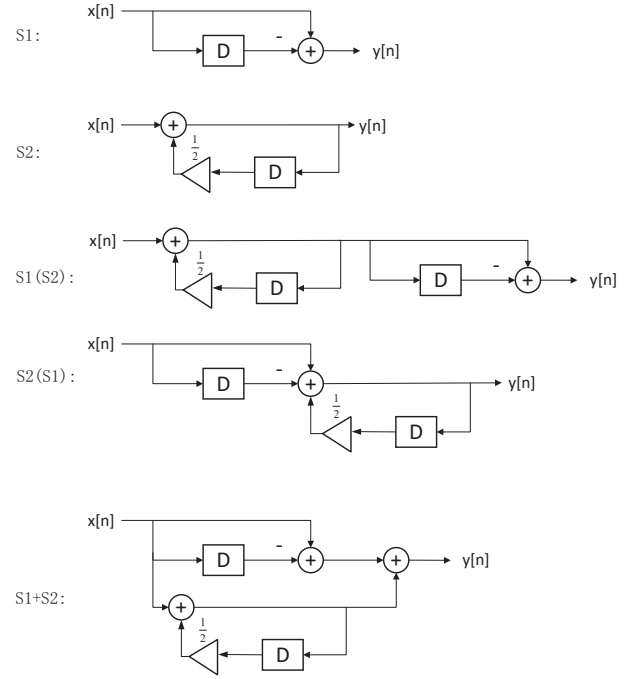 x[n]
S1:
D
-
+
y[n]
x[n]
+
y[n]
S2:
1/2
D
x[n]
+
S1(S2):
1/2
D
D
-
+
y[n]
x[n]
S2(S1):
D
-
+
y[n]
1/2
D
x[n]
D
-
+
+
y[n]
S1+S2:
+
1/2
D